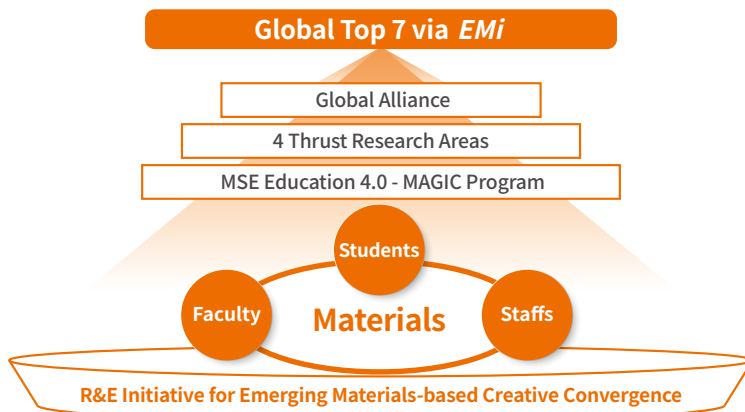 Global Top 7 via EMi
Global Alliance
4 Thrust Research Areas
MSE Education 4.0 - MAGIC Program
Students
Faculty
Materials
Staffs
R&E Initiative for Emerging Materials-based Creative Convergence